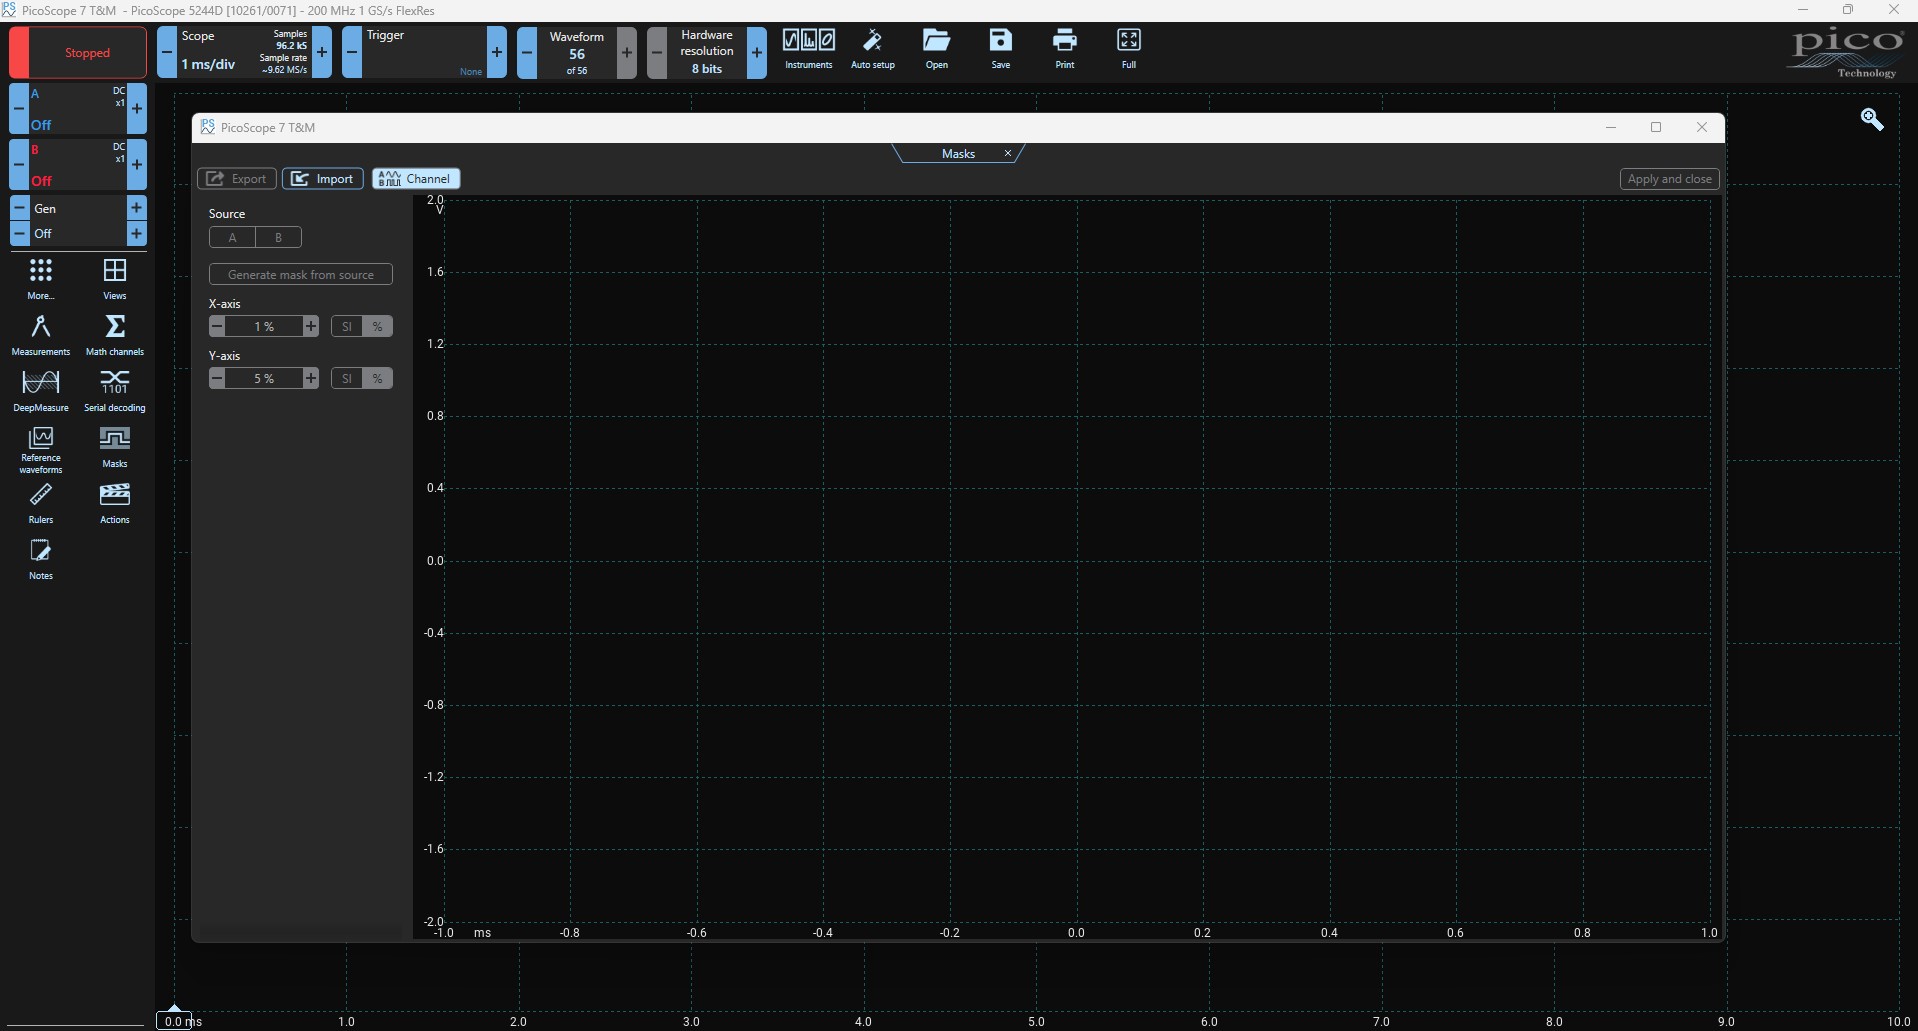 PicoScope 7 T&M - PicoScope 5244D [10261/0071] - 200 MHz 1 GS/s FlexRes
Stopped
Scope
1 ms/div
Samples
96.2 kS
Sample rate
~9.62 MS/s
Trigger
None
Waveform
56
of 56
Hardware
resolution
8 bits
Instruments
Auto setup
Open
Save
Print
Full
pico
Technology
A
DC
x1
Off
B
DC
x1
Off
Gen
Off
More...
Views
Measurements
Math channels
DeepMeasure
1101
Serial decoding
Reference
waveforms
Masks
Rulers
Actions
Notes
PicoScope 7 T&M
Masks
Export
Import
Channel
Apply and close
Source
A B
Generate mask from source
X-axis
1 % SI %
Y-axis
5 % SI %
2.0
V
1.6
1.2
0.8
0.4
0.0
-0.4
-0.8
-1.2
-1.6
-2.0
-1.0 ms -0.8 -0.6 -0.4 -0.2 0.0 0.2 0.4 0.6 0.8 1.0
0.0 ms 1.0 2.0 3.0 4.0 5.0 6.0 7.0 8.0 9.0 10.0